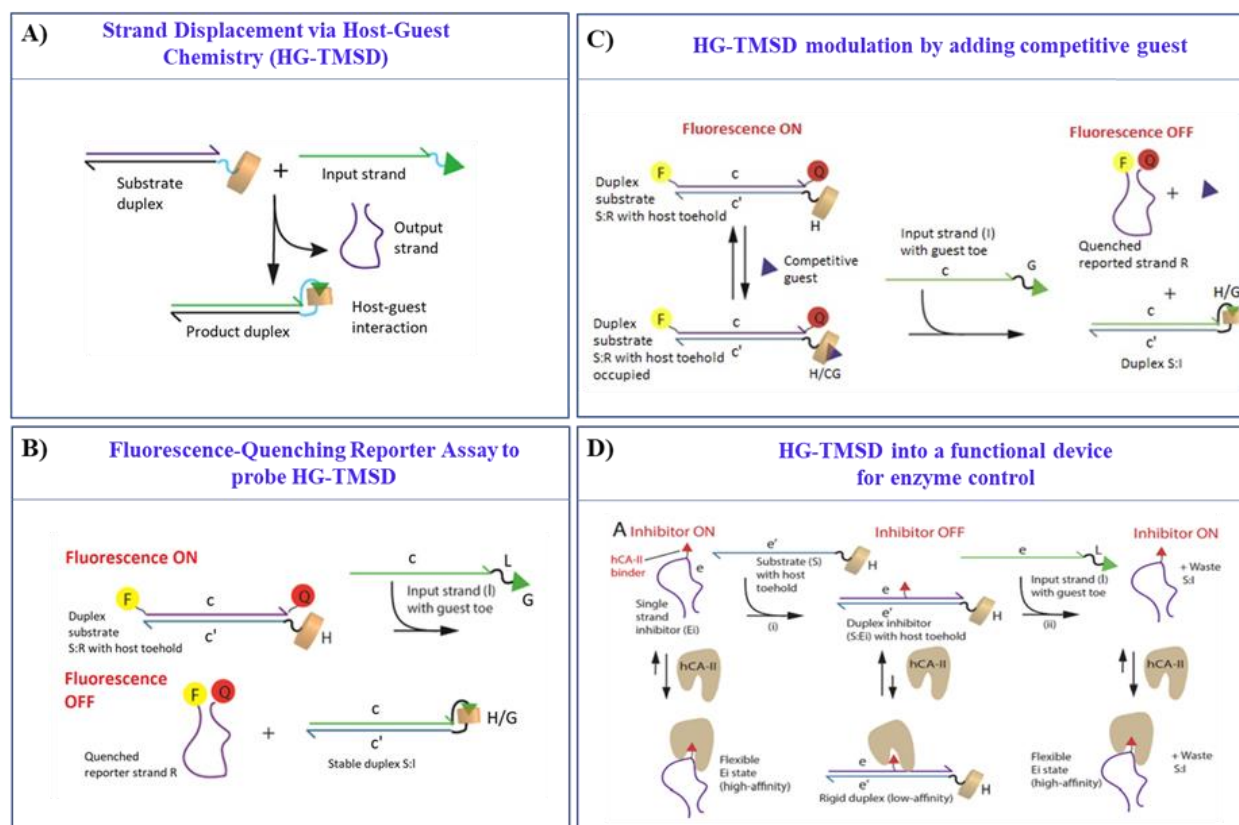 A)
Strand Displacement via Host-Guest
Chemistry (HG-TMSD)
Substrate
duplex
+
Input strand
Output
strand
Product duplex
Host-guest
interaction
B)
Fluorescence-Quenching Reporter Assay to
probe HG-TMSD
Fluorescence ON
F
c
Q
c'
H
Duplex
substrate
S:R with host toehold
c
L
G
Input strand (I)
with guest toe
Fluorescence
OFF
F
Q
Quenched
reporter strand R
+
c
c'
H/G
Stable duplex S:I
C)
HG-TMSD modulation by adding competitive guest
Fluorescence ON
Fluorescence OFF
F
c
Q
c'
H
Duplex
substrate
S:R with host toehold
Competitive
guest
F
c
Q
c'
H/CG
Duplex
substrate
S:R with host toehold
occupied
Input strand (I)
with guest toe
c
G
F
Q
+
Quenched
reported strand R
+
H/G
c
c'
Duplex S:I
D)
HG-TMSD into a functional device
for enzyme control
A Inhibitor ON
Inhibitor OFF
Inhibitor ON
hCA-II
binder
e
Single
strand
inhibitor (Ei)
e'
Substrate (S)
with host
toehold
H
(i)
e
e'
H
Duplex inhibitor
(S:Ei) with host toehold
e
L
G
Input strand (I)
with guest toe
(ii)
+ Waste
S:I
hCA-II
hCA-II
hCA-II
Flexible
Ei state
(high-affinity)
e
e'
H
Rigid duplex (low-affinity)
Flexible
Ei state
(high-affinity)
+ Waste
S:I